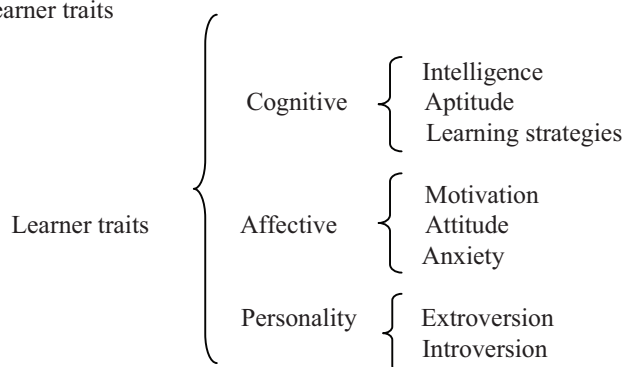 earner traits
Intelligence
Cognitive
Aptitude
Learning strategies
Motivation
Learner traits
Affective
Attitude
Anxiety
Personality
Extroversion
Introversion